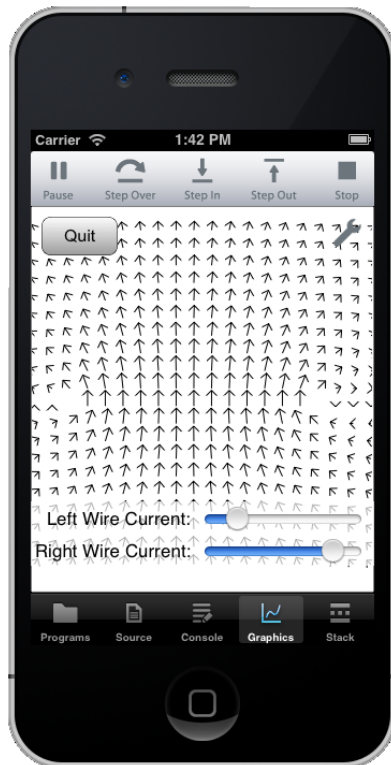 Carrier 1:42 PM
Pause Step Over Step In Step Out Stop
Quit
Left Wire Current:
Right Wire Current:
Programs Source Console Graphics Stack